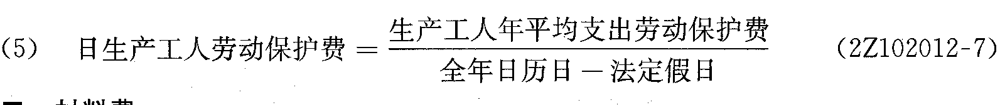 (5) 日生产工人劳动保护费 = 生产工人年平均支出劳动保护费 / 全年日历日 − 法定假日 (2Z102012-7)